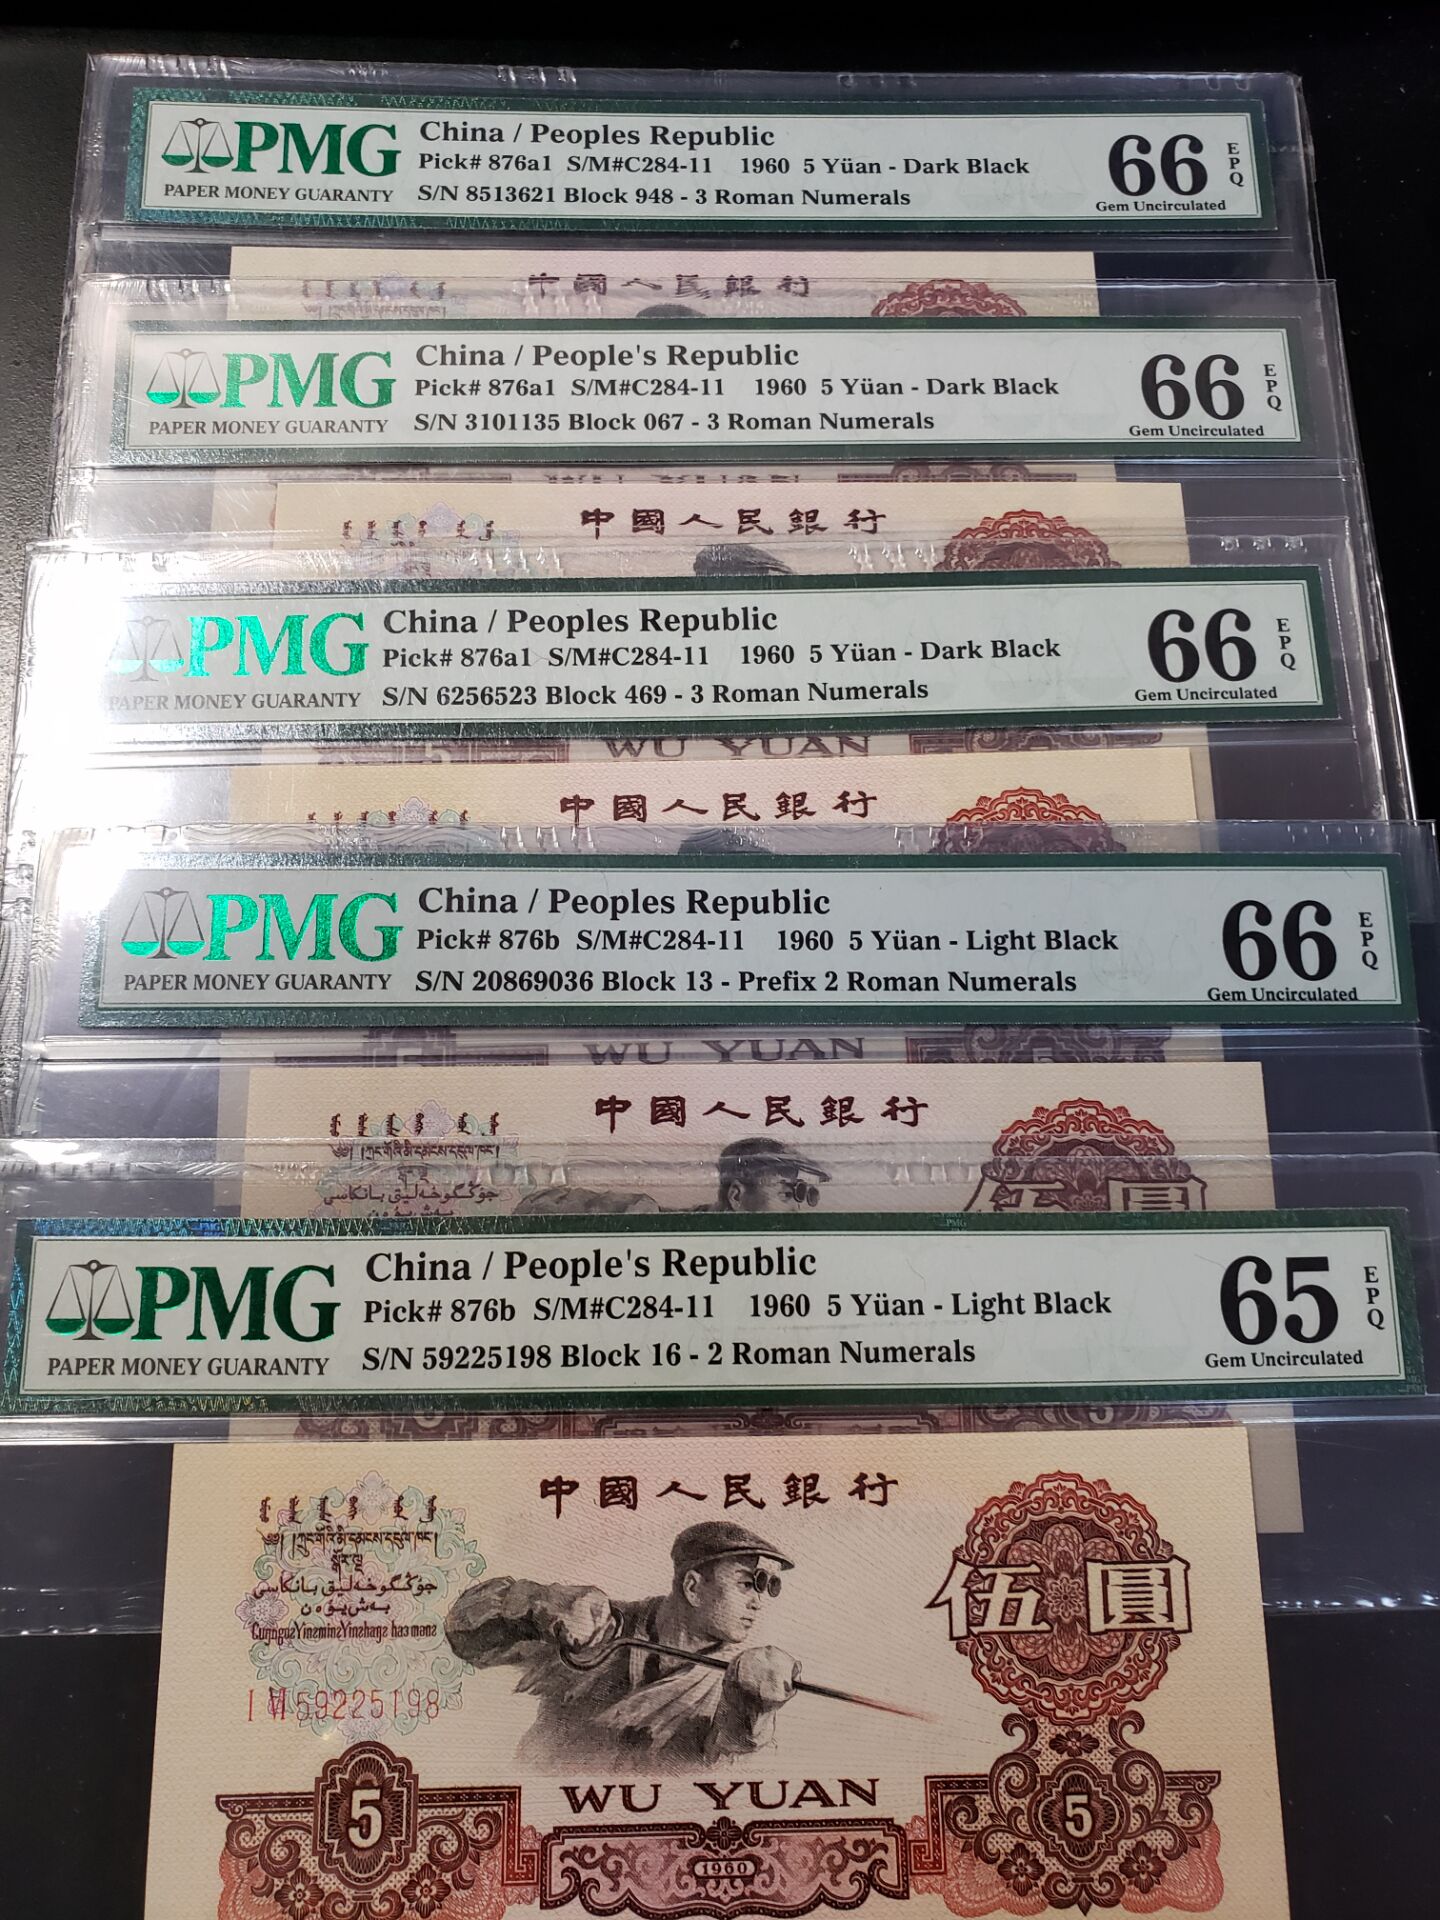 PMG
PAPER MONEY GUARANTY
China / Peoples Republic
Pick# 876a1 S/M#C284-11 1960 5 Yüan - Dark Black
S/N 8513621 Block 948 - 3 Roman Numerals
66
EPQ
Gem Uncirculated
中國人民銀行
PMG
PAPER MONEY GUARANTY
China / People's Republic
Pick# 876a1 S/M#C284-11 1960 5 Yüan - Dark Black
S/N 3101135 Block 067 - 3 Roman Numerals
66
EPQ
Gem Uncirculated
WU YUAN
中國人民銀行
PMG
PAPER MONEY GUARANTY
China / Peoples Republic
Pick# 876a1 S/M#C284-11 1960 5 Yüan - Dark Black
S/N 6256523 Block 469 - 3 Roman Numerals
66
EPQ
Gem Uncirculated
WU YUAN
中國人民銀行
PMG
PAPER MONEY GUARANTY
China / Peoples Republic
Pick# 876b S/M#C284-11 1960 5 Yüan - Light Black
S/N 20869036 Block 13 - Prefix 2 Roman Numerals
66
EPQ
Gem Uncirculated
WU YUAN
中國人民銀行
伍圓
PMG
PAPER MONEY GUARANTY
China / People's Republic
Pick# 876b S/M#C284-11 1960 5 Yüan - Light Black
S/N 59225198 Block 16 - 2 Roman Numerals
65
EPQ
Gem Uncirculated
中國人民銀行
伍圓
59225198
WU YUAN
5
5
1960